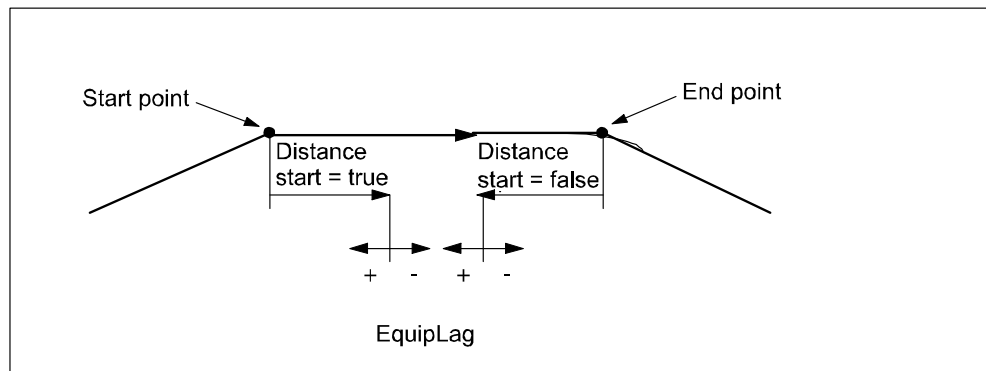 Start point
End point
Distance
start = true
Distance
start = false
+ - + -
EquipLag